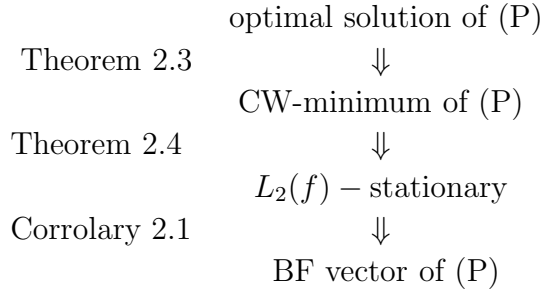 optimal solution of (P)
Theorem 2.3 ⇓
CW-minimum of (P)
Theorem 2.4 ⇓
L₂(f) – stationary
Corrolary 2.1 ⇓
BF vector of (P)